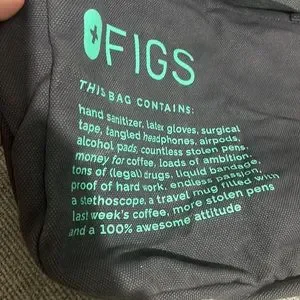 FIGS
THIS BAG CONTAINS:
hand sanitizer, latex gloves, surgical
tape, tangled headphones, airpods,
alcohol pads, countless stolen pens,
money for coffee, loads of ambition,
tons of (legal) drugs, liquid bandage,
proof of hard work, endless passion,
a stethoscope, a travel mug filled with
last week's coffee, more stolen pens
and a 100% awesome attitude